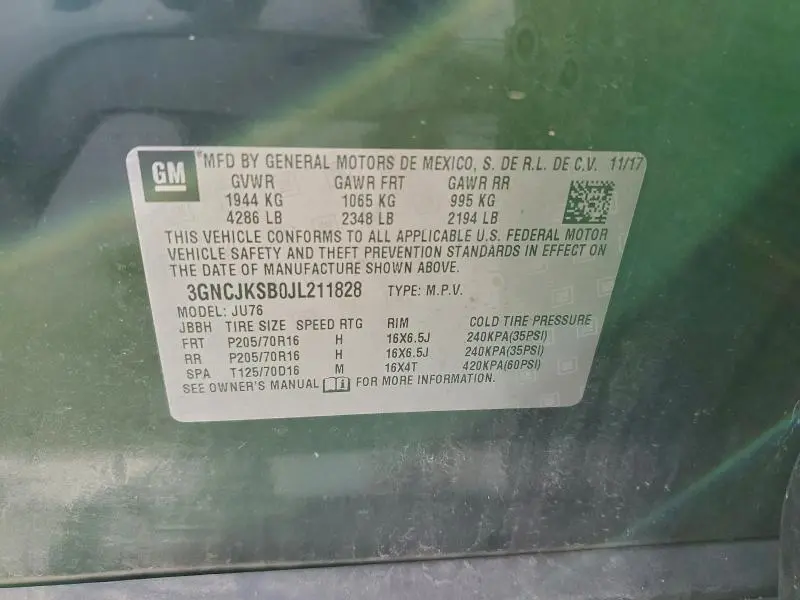 GM
MFD BY GENERAL MOTORS DE MEXICO, S. DE R.L. DE C.V. 11/17
GVWR GAWR FRT GAWR RR
1944 KG 1065 KG 995 KG
4286 LB 2348 LB 2194 LB
THIS VEHICLE CONFORMS TO ALL APPLICABLE U.S. FEDERAL MOTOR
VEHICLE SAFETY AND THEFT PREVENTION STANDARDS IN EFFECT ON
THE DATE OF MANUFACTURE SHOWN ABOVE.
3GNCJKSB0JL211828 TYPE: M.P.V.
MODEL: JU76
JBBH TIRE SIZE SPEED RTG RIM COLD TIRE PRESSURE
FRT P205/70R16 H 16X6.5J 240KPA(35PSI)
RR P205/70R16 H 16X6.5J 240KPA(35PSI)
SPA T125/70D16 M 16X4T 420KPA(60PSI)
SEE OWNER'S MANUAL FOR MORE INFORMATION.